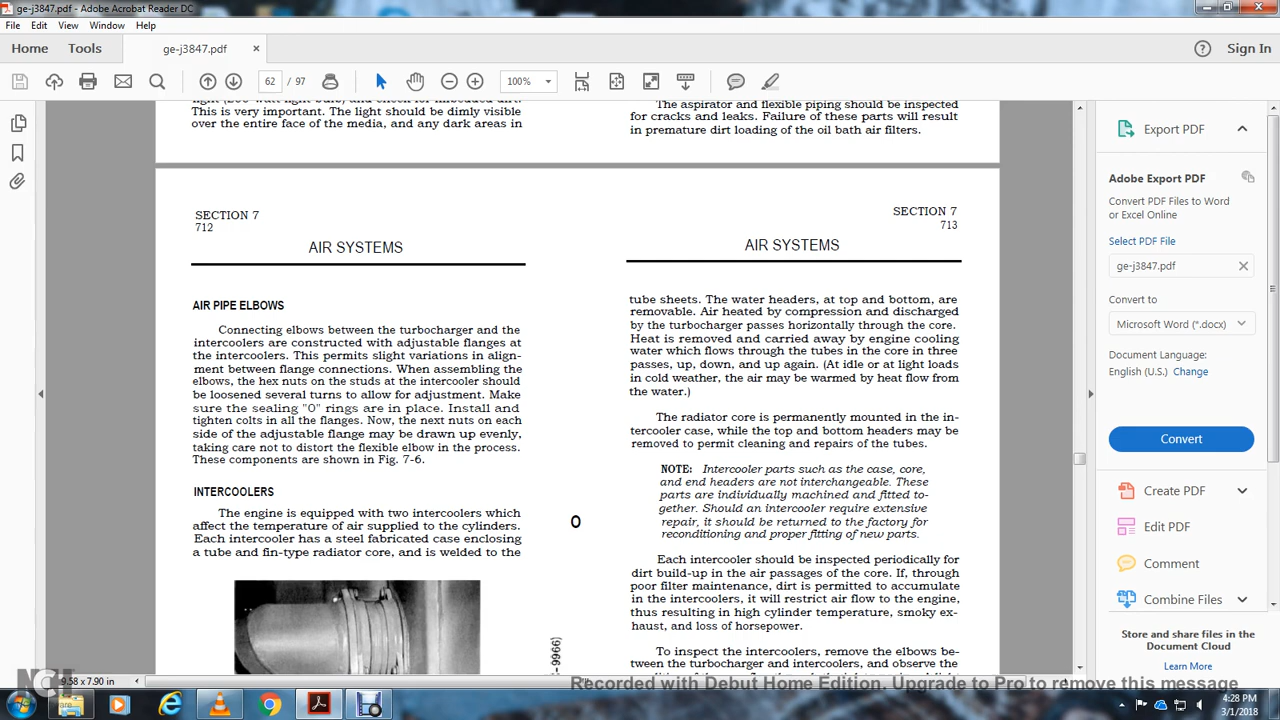 ge-j3847.pdf - Adobe Acrobat Reader DC
File Edit View Window Help
Home Tools ge-j3847.pdf × Sign In
62 / 97 100%
light (200-watt light bulb) and check for imbedded dirt.
This is very important. The light should be dimly visible
over the entire face of the media, and any dark areas in
The aspirator and flexible piping should be inspected
for cracks and leaks. Failure of these parts will result
in premature dirt loading of the oil bath air filters.
SECTION 7
712
AIR SYSTEMS
AIR PIPE ELBOWS
Connecting elbows between the turbocharger and the
intercoolers are constructed with adjustable flanges at
the intercoolers. This permits slight variations in align-
ment between flange connections. When assembling the
elbows, the hex nuts on the studs at the intercooler should
be loosened several turns to allow for adjustment. Make
sure the sealing "0" rings are in place. Install and
tighten colts in all the flanges. Now, the next nuts on each
side of the adjustable flange may be drawn up evenly,
taking care not to distort the flexible elbow in the process.
These components are shown in Fig. 7-6.
INTERCOOLERS
The engine is equipped with two intercoolers which
affect the temperature of air supplied to the cylinders.
Each intercooler has a steel fabricated case enclosing
a tube and fin-type radiator core, and is welded to the
-9966)
O
SECTION 7
713
AIR SYSTEMS
tube sheets. The water headers, at top and bottom, are
removable. Air heated by compression and discharged
by the turbocharger passes horizontally through the core.
Heat is removed and carried away by engine cooling
water which flows through the tubes in the core in three
passes, up, down, and up again. (At idle or at light loads
in cold weather, the air may be warmed by heat flow from
the water.)
The radiator core is permanently mounted in the in-
tercooler case, while the top and bottom headers may be
removed to permit cleaning and repairs of the tubes.
NOTE: Intercooler parts such as the case, core,
and end headers are not interchangeable. These
parts are individually machined and fitted to-
gether. Should an intercooler require extensive
repair, it should be returned to the factory for
reconditioning and proper fitting of new parts.
Each intercooler should be inspected periodically for
dirt build-up in the air passages of the core. If, through
poor filter maintenance, dirt is permitted to accumulate
in the intercoolers, it will restrict air flow to the engine,
thus resulting in high cylinder temperature, smoky ex-
haust, and loss of horsepower.
To inspect the intercoolers, remove the elbows be-
tween the turbocharger and intercoolers, and observe the
Export PDF
Adobe Export PDF
Convert PDF Files to Word
or Excel Online
Select PDF File
ge-j3847.pdf
Convert to
Microsoft Word (*.docx)
Document Language:
English (U.S.) Change
Convert
Create PDF
Edit PDF
Comment
Combine Files
Store and share files in the
Document Cloud
Learn More
9.58 x 7.90 in
NCH
Recorded with Debut Home Edition. Upgrade to Pro to remove this message
4:28 PM
3/1/2018